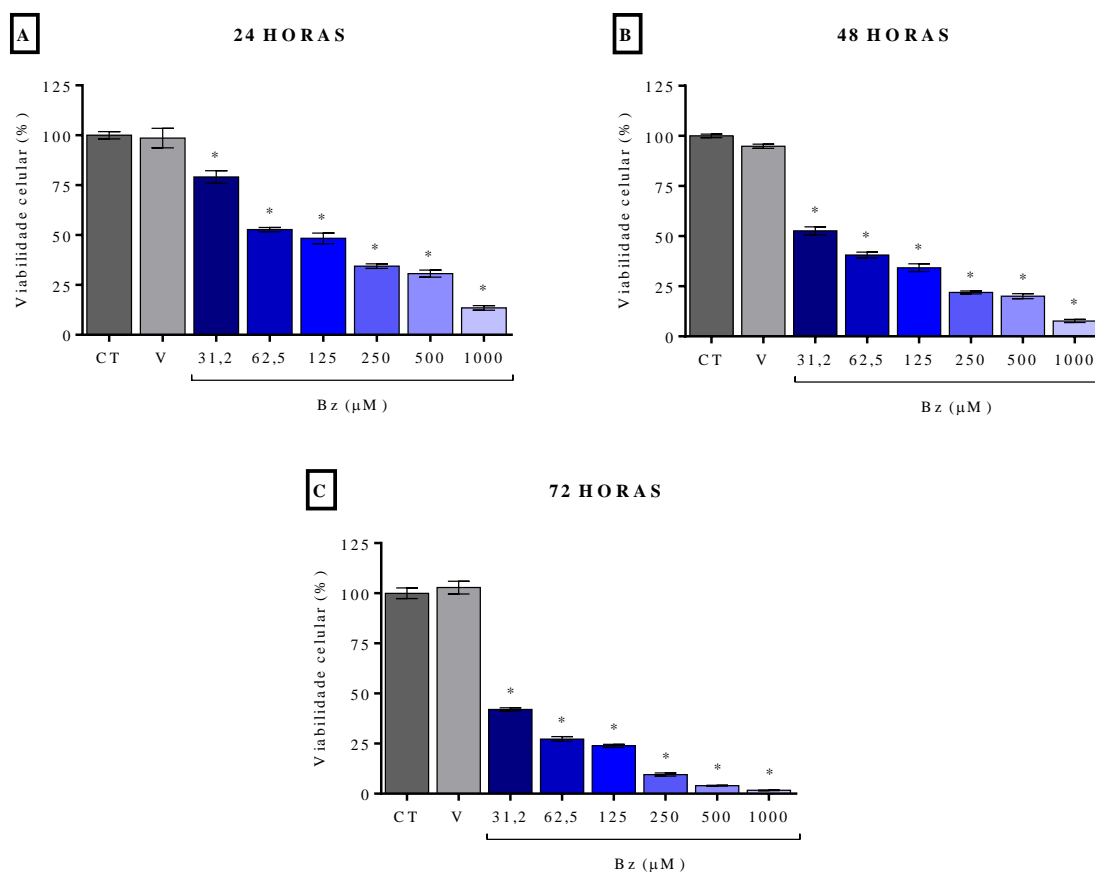 A
24 HORAS
Viabilidade celular (%)
125
100
75
50
25
0
* * * * * *
CT V 31,2 62,5 125 250 500 1000
Bz (μM)
B
48 HORAS
Viabilidade celular (%)
125
100
75
50
25
0
* * * * * *
CT V 31,2 62,5 125 250 500 1000
Bz (μM)
C
72 HORAS
Viabilidade celular (%)
125
100
75
50
25
0
* * * * * *
CT V 31,2 62,5 125 250 500 1000
Bz (μM)